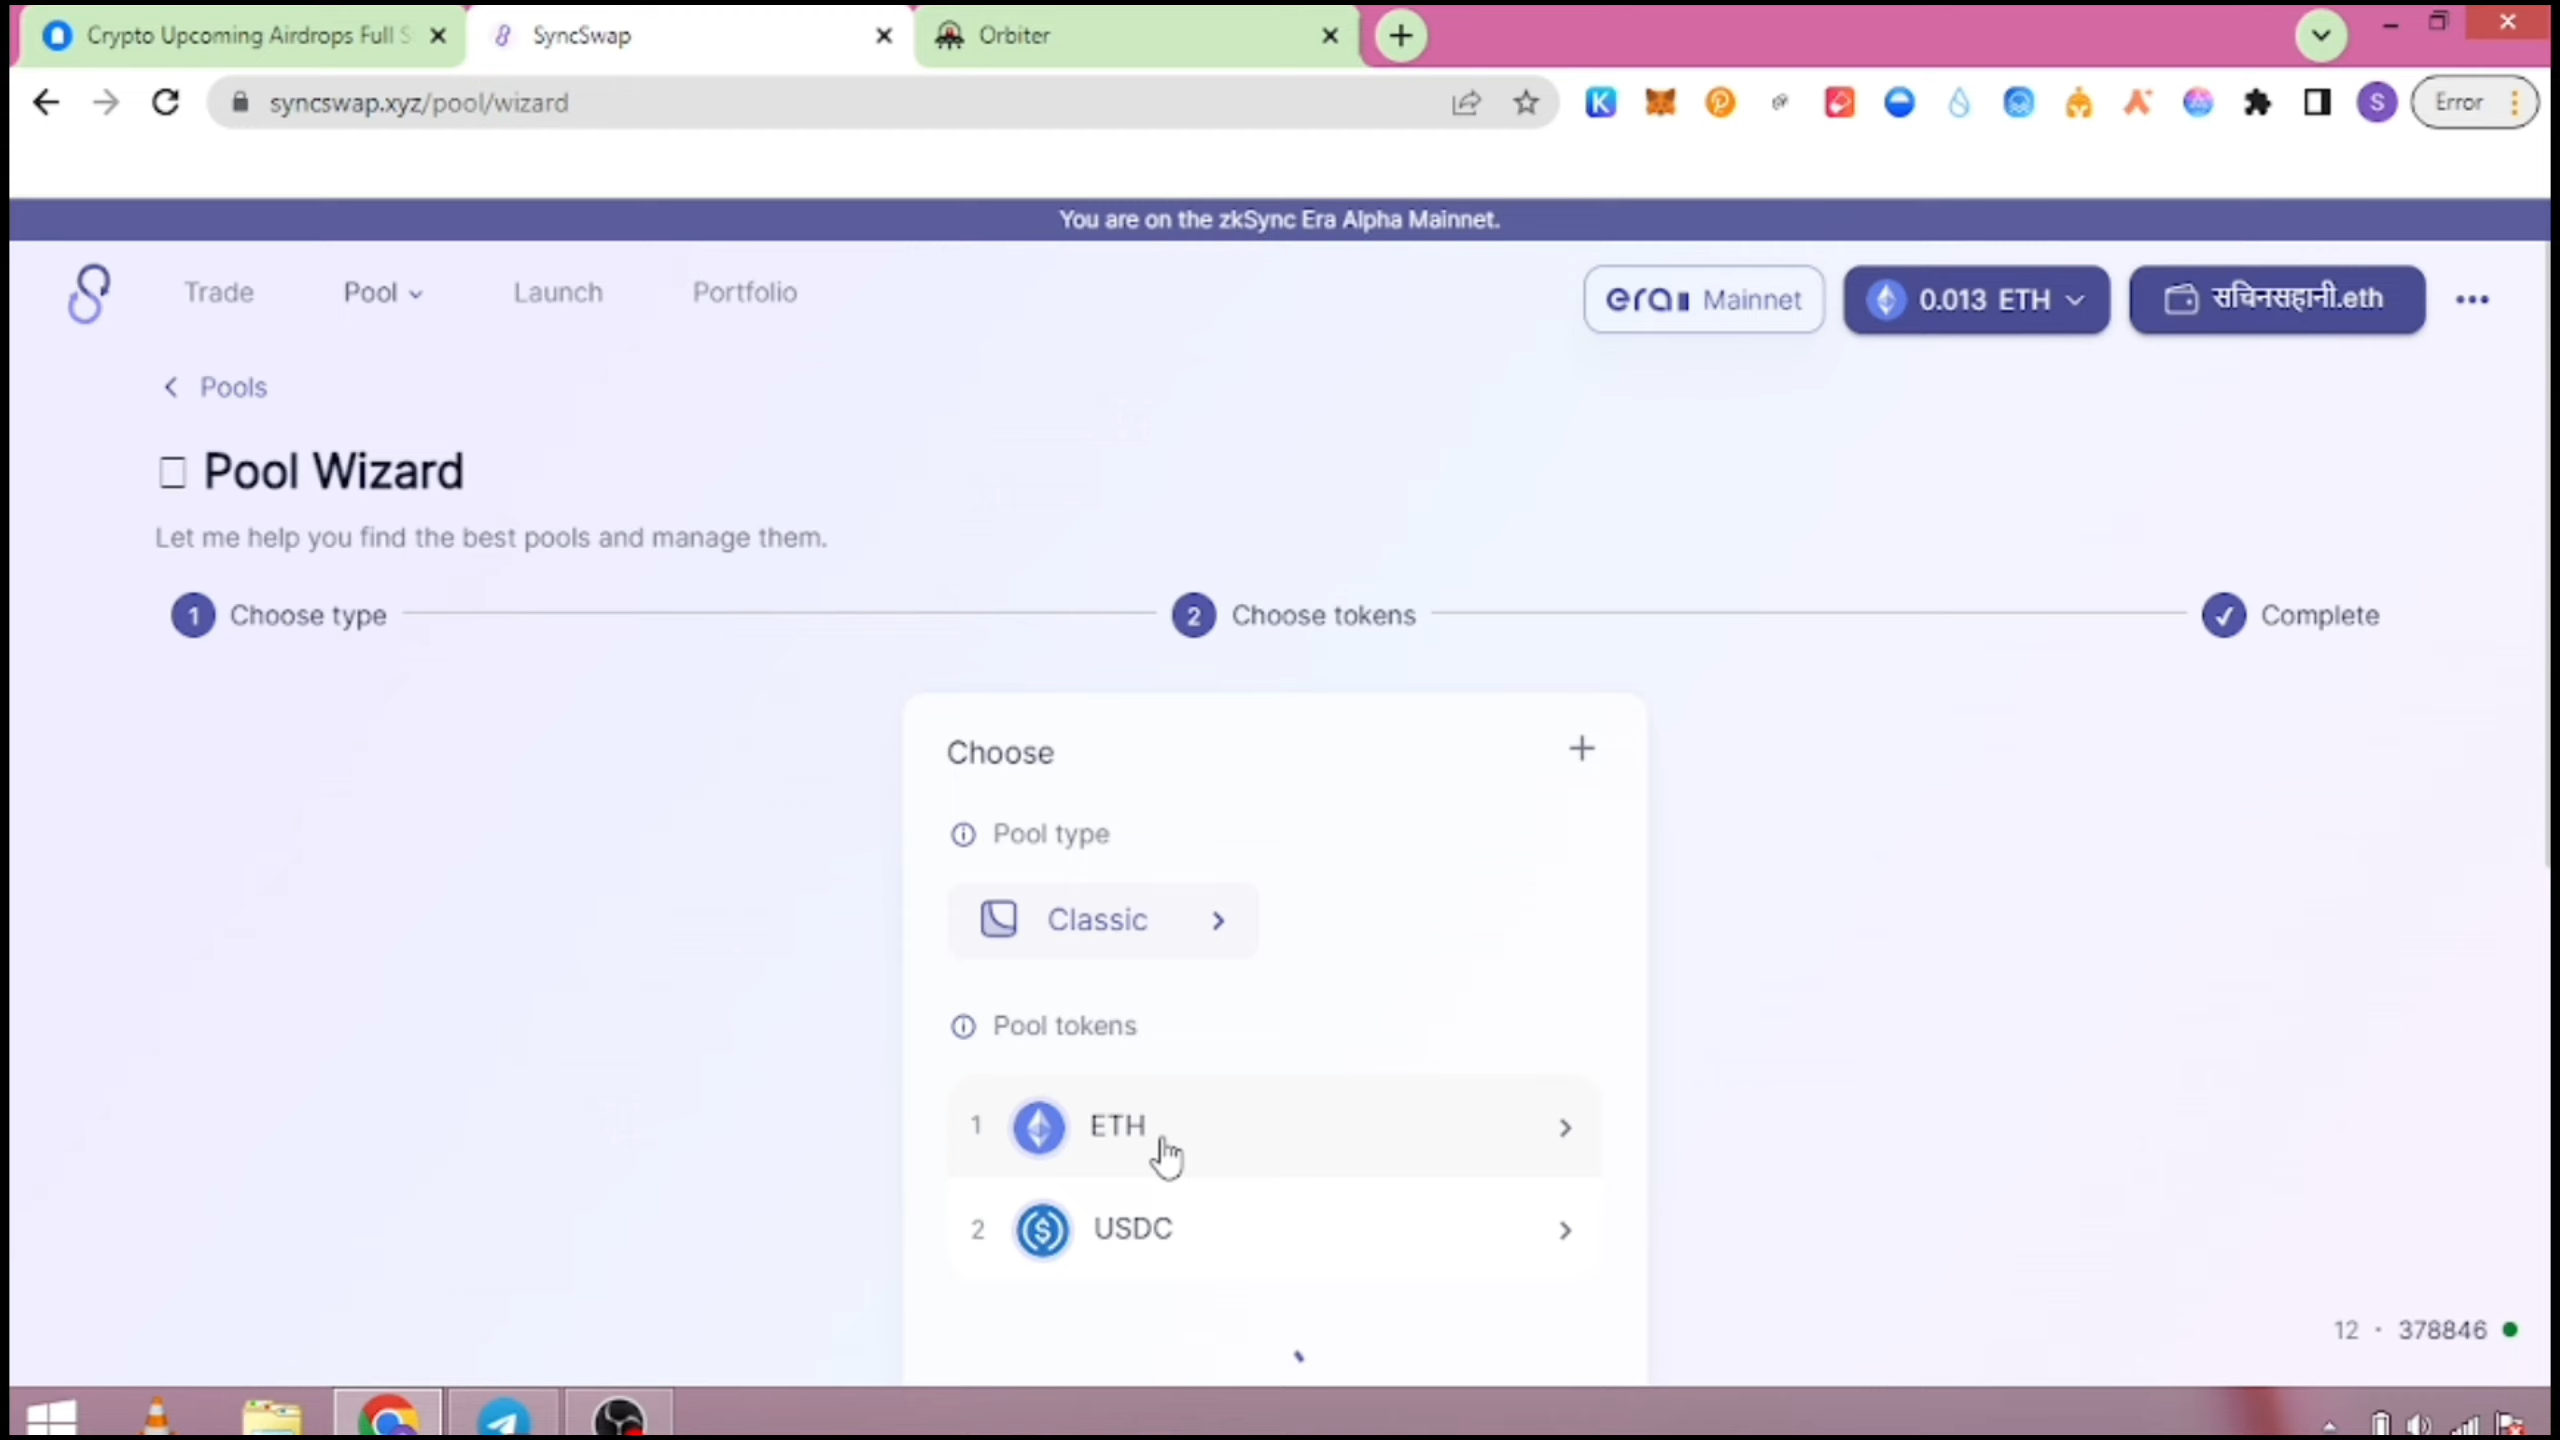 Crypto Upcoming Airdrops Full S
SyncSwap
Orbiter
syncswap.xyz/pool/wizard
S
Error
You are on the zkSync Era Alpha Mainnet.
Trade
Pool
Launch
Portfolio
era Mainnet
0.013 ETH
सचिनसहानी.eth
Pools
Pool Wizard
Let me help you find the best pools and manage them.
1 Choose type
2 Choose tokens
Complete
Choose
Pool type
Classic
Pool tokens
1 ETH
2 USDC
12 · 378846